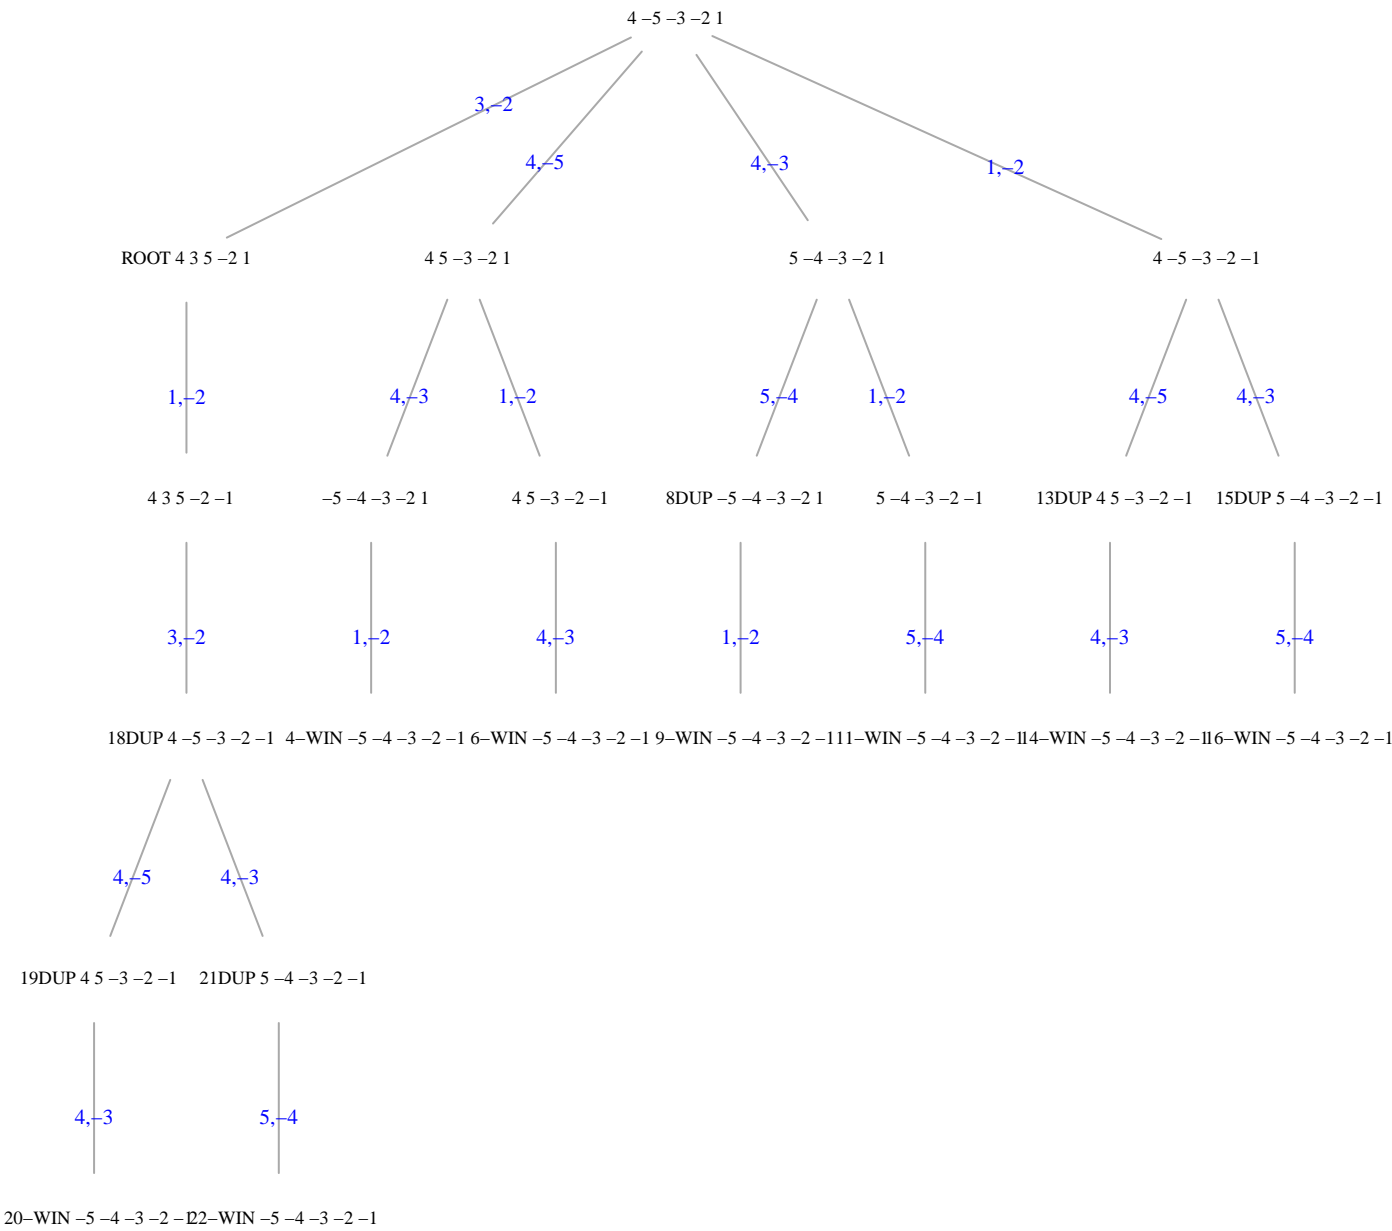 4 –5 –3 –2 1
3,–2
4,–5
4,–3
1,–2
ROOT 4 3 5 –2 1
4 5 –3 –2 1
5 –4 –3 –2 1
4 –5 –3 –2 –1
1,–2
4,–3
1,–2
5,–4
1,–2
4,–5
4,–3
4 3 5 –2 –1
–5 –4 –3 –2 1
4 5 –3 –2 –1
8DUP –5 –4 –3 –2 1
5 –4 –3 –2 –1
13DUP 4 5 –3 –2 –1
15DUP 5 –4 –3 –2 –1
3,–2
1,–2
4,–3
1,–2
5,–4
4,–3
5,–4
18DUP 4 –5 –3 –2 –1
4–WIN –5 –4 –3 –2 –1
6–WIN –5 –4 –3 –2 –1
9–WIN –5 –4 –3 –2 –1
11–WIN –5 –4 –3 –2 –1
14–WIN –5 –4 –3 –2 –1
16–WIN –5 –4 –3 –2 –1
4,–5
4,–3
19DUP 4 5 –3 –2 –1
21DUP 5 –4 –3 –2 –1
4,–3
5,–4
20–WIN –5 –4 –3 –2 –1
22–WIN –5 –4 –3 –2 –1